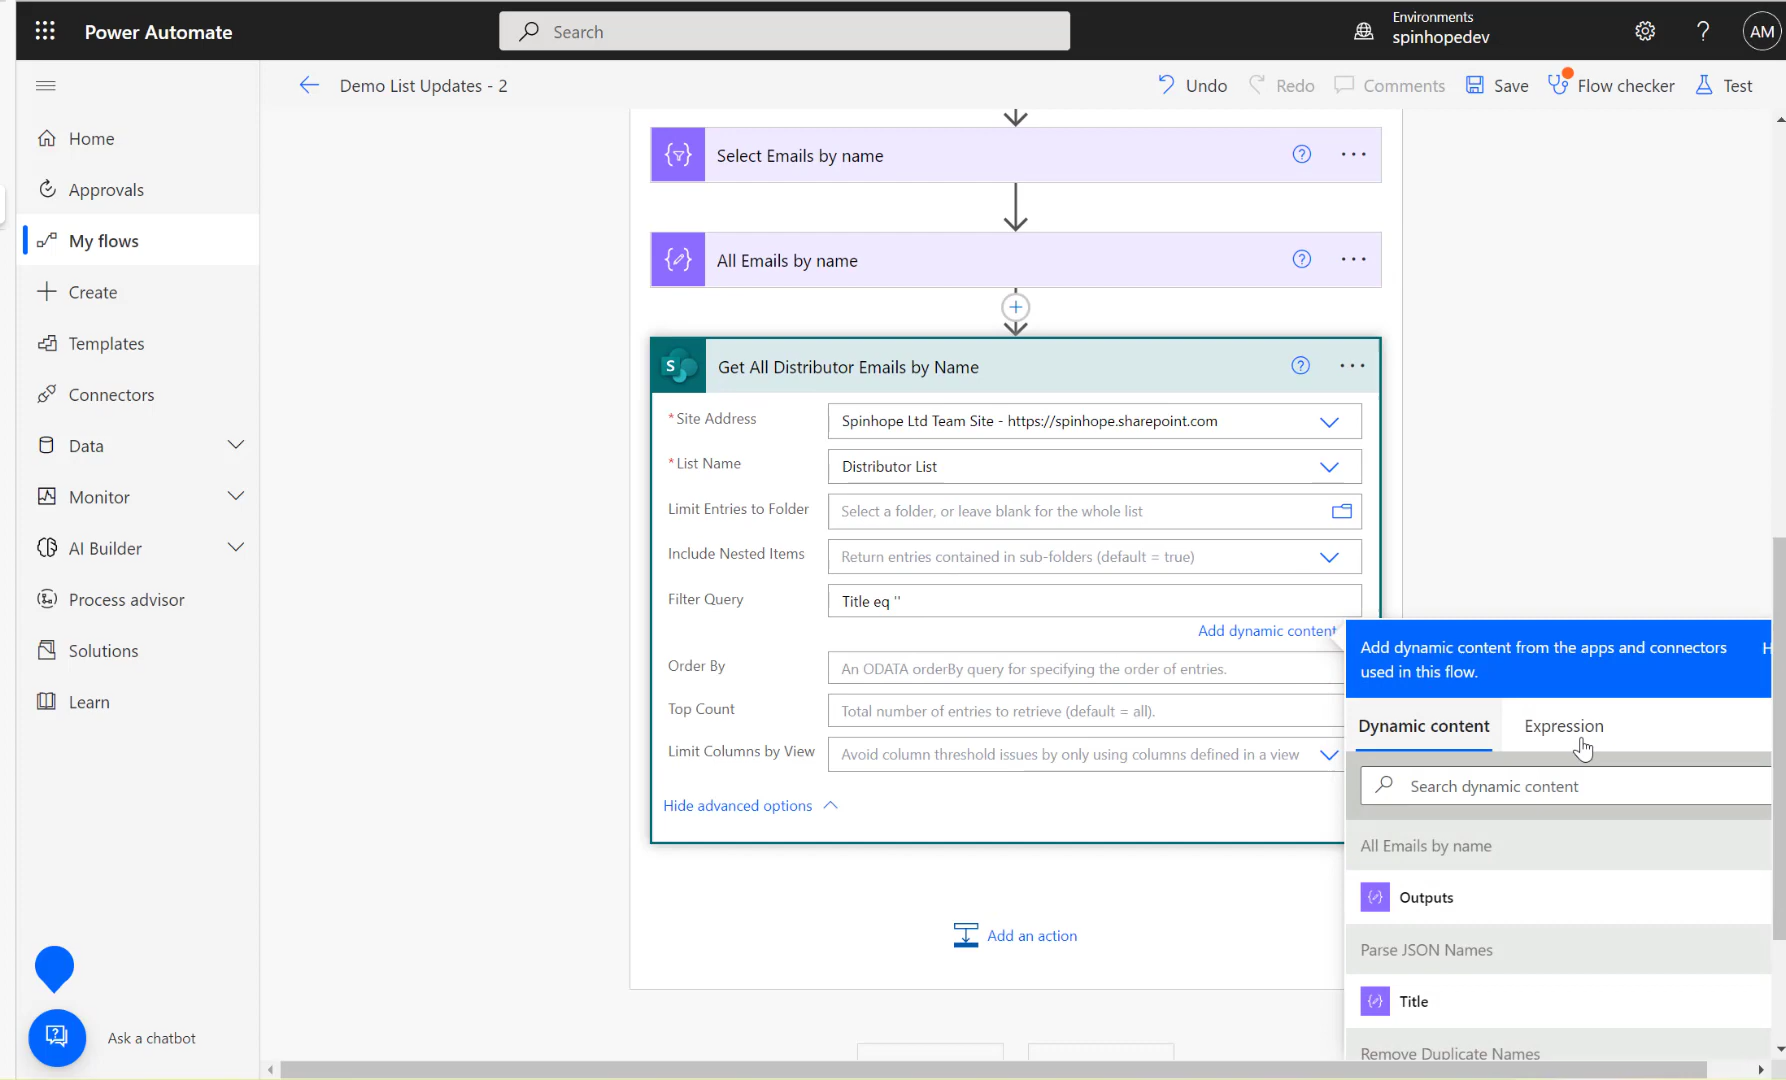 Power Automate
Search
Environments
spinhopedev
AM
Demo List Updates - 2
Undo
Redo
Comments
Save
Flow checker
Test
Home
Approvals
My flows
Create
Templates
Connectors
Data
Monitor
AI Builder
Process advisor
Solutions
Learn
Ask a chatbot
Select Emails by name
All Emails by name
S
Get All Distributor Emails by Name
* Site Address
Spinhope Ltd Team Site - https://spinhope.sharepoint.com
* List Name
Distributor List
Limit Entries to Folder
Select a folder, or leave blank for the whole list
Include Nested Items
Return entries contained in sub-folders (default = true)
Filter Query
Title eq ''
Add dynamic content
Order By
An ODATA orderBy query for specifying the order of entries.
Top Count
Total number of entries to retrieve (default = all).
Limit Columns by View
Avoid column threshold issues by only using columns defined in a view
Hide advanced options
Add an action
Add dynamic content from the apps and connectors
used in this flow.
H
Dynamic content
Expression
Search dynamic content
All Emails by name
Outputs
Parse JSON Names
Title
Remove Duplicate Names